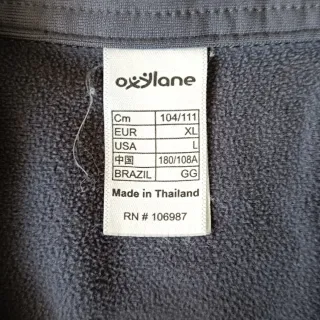 oxylane
Cm 104/111
EUR XL
USA L
中国 180/108A
BRAZIL GG
Made in Thailand
RN # 106987